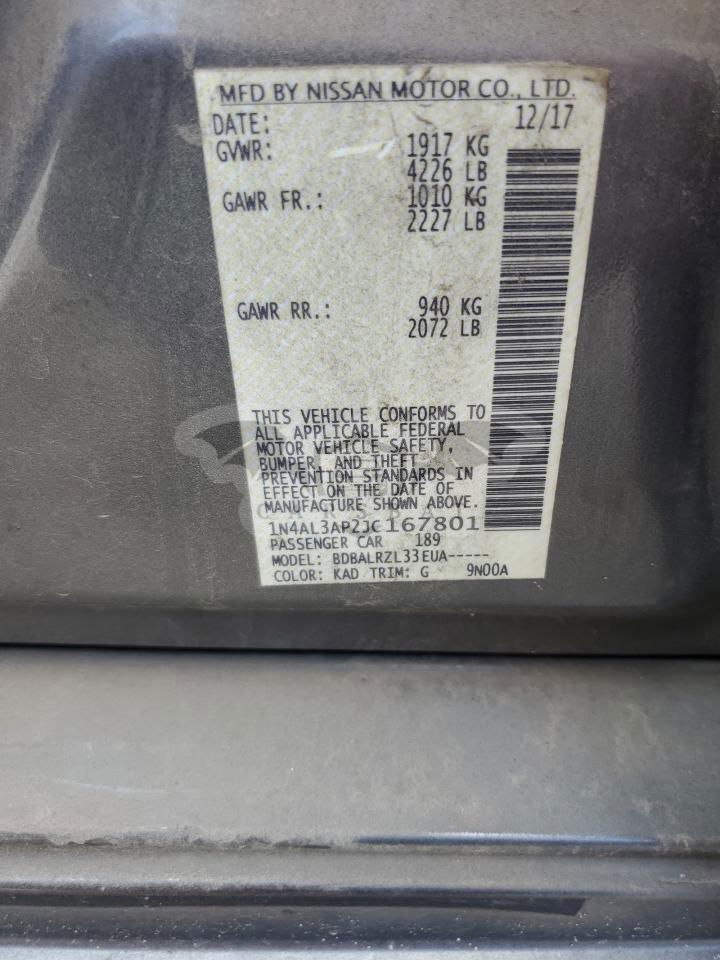 MFD BY NISSAN MOTOR CO., LTD.
DATE: 12/17
GVWR: 1917 KG
4226 LB
GAWR FR.: 1010 KG
2227 LB
GAWR RR.: 940 KG
2072 LB
THIS VEHICLE CONFORMS TO
ALL APPLICABLE FEDERAL
MOTOR VEHICLE SAFETY,
BUMPER, AND THEFT
PREVENTION STANDARDS IN
EFFECT ON THE DATE OF
MANUFACTURE SHOWN ABOVE.
1N4AL3AP2JC167801
PASSENGER CAR 189
MODEL: BDBALRZL33EUA-----
COLOR: KAD TRIM: G 9N00A